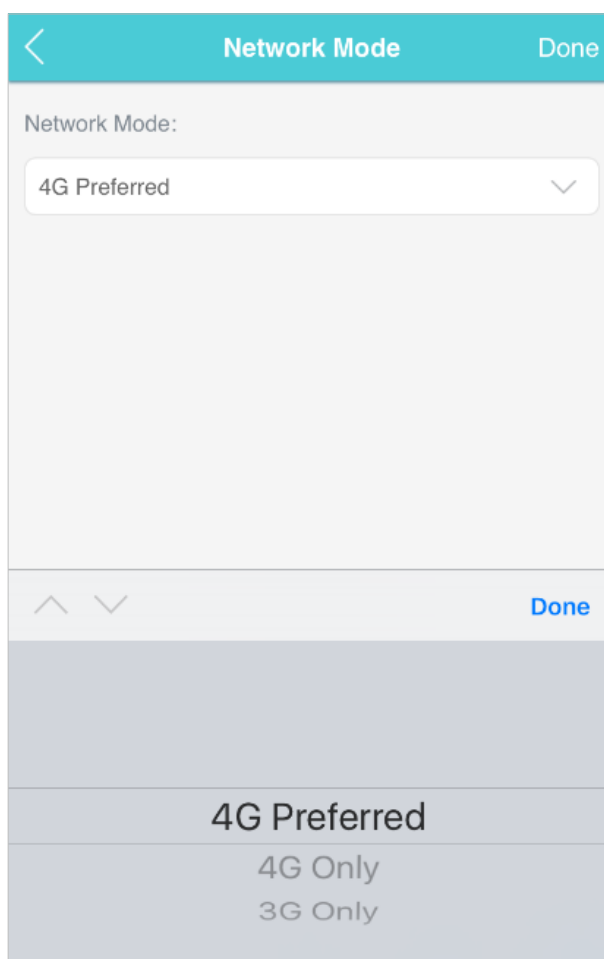 Network Mode Done
Network Mode:
4G Preferred
Done
4G Preferred
4G Only
3G Only